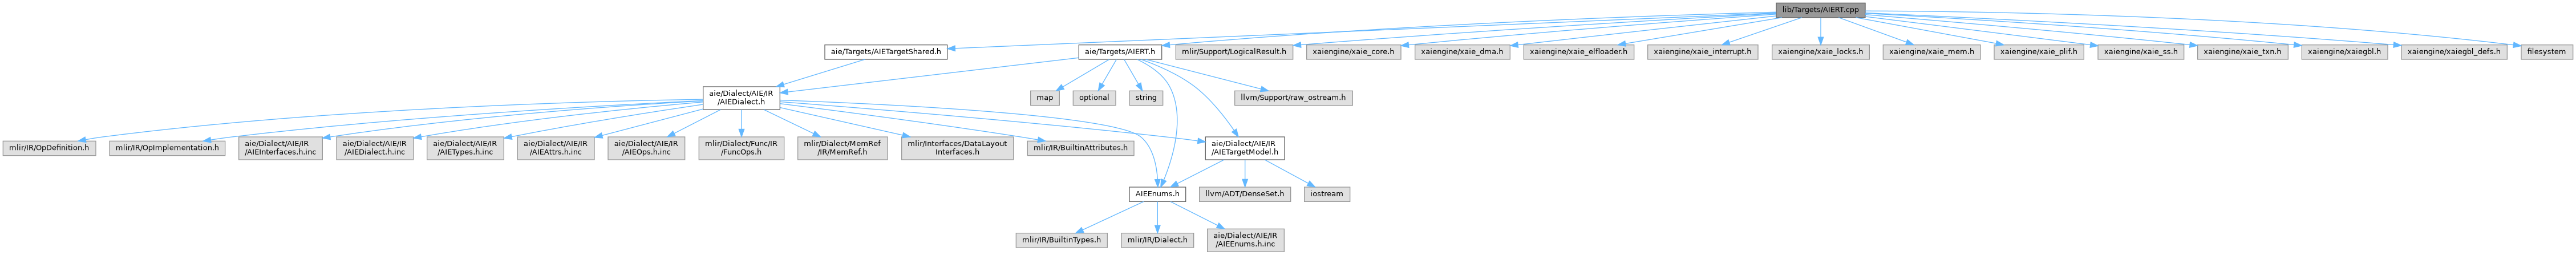 lib/Targets/AIERT.cpp
aie/Targets/AIETargetShared.h
aie/Targets/AIERT.h
mlir/Support/LogicalResult.h
xaiengine/xaie_core.h
xaiengine/xaie_dma.h
xaiengine/xaie_elfloader.h
xaiengine/xaie_interrupt.h
xaiengine/xaie_locks.h
xaiengine/xaie_mem.h
xaiengine/xaie_plif.h
xaiengine/xaie_ss.h
xaiengine/xaie_txn.h
xaiengine/xaiegbl.h
xaiengine/xaiegbl_defs.h
filesystem
aie/Dialect/AIE/IR
/AIEDialect.h
map
optional
string
llvm/Support/raw_ostream.h
mlir/IR/OpDefinition.h
mlir/IR/OpImplementation.h
aie/Dialect/AIE/IR
/AIEInterfaces.h.inc
aie/Dialect/AIE/IR
/AIEDialect.h.inc
aie/Dialect/AIE/IR
/AIETypes.h.inc
aie/Dialect/AIE/IR
/AIEAttrs.h.inc
aie/Dialect/AIE/IR
/AIEOps.h.inc
mlir/Dialect/Func/IR
/FuncOps.h
mlir/Dialect/MemRef
/IR/MemRef.h
mlir/Interfaces/DataLayout
Interfaces.h
mlir/IR/BuiltinAttributes.h
aie/Dialect/AIE/IR
/AIETargetModel.h
AIEEnums.h
llvm/ADT/DenseSet.h
iostream
mlir/IR/BuiltinTypes.h
mlir/IR/Dialect.h
aie/Dialect/AIE/IR
/AIEEnums.h.inc